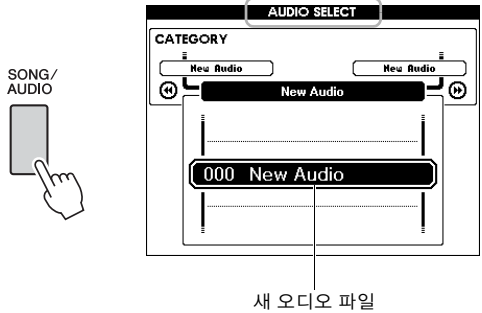 AUDIO SELECT
CATEGORY
New Audio
New Audio
New Audio
SONG/
AUDIO
000 New Audio
새 오디오 파일